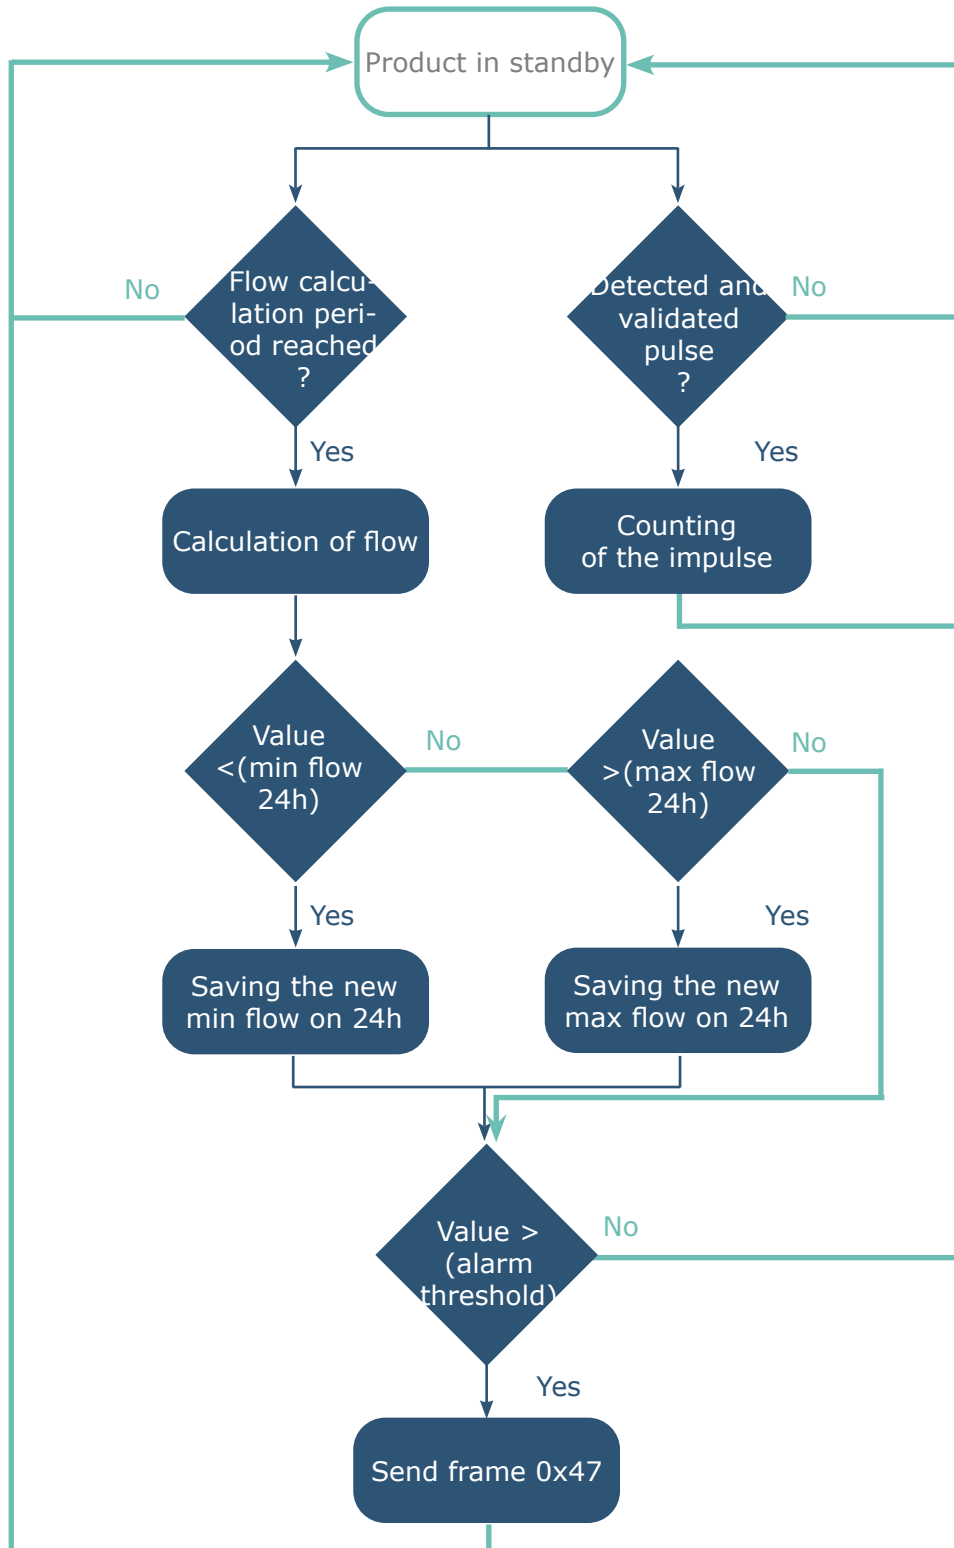 Product in standby
Flow calcu-
lation peri-
od reached
?
No
Detected and
validated
pulse
?
No
Yes
Yes
Calculation of flow
Counting
of the impulse
Value
<(min flow
24h)
No
Value
>(max flow
24h)
No
Yes
Yes
Saving the new
min flow on 24h
Saving the new
max flow on 24h
Value >
(alarm
threshold)
No
Yes
Send frame 0x47